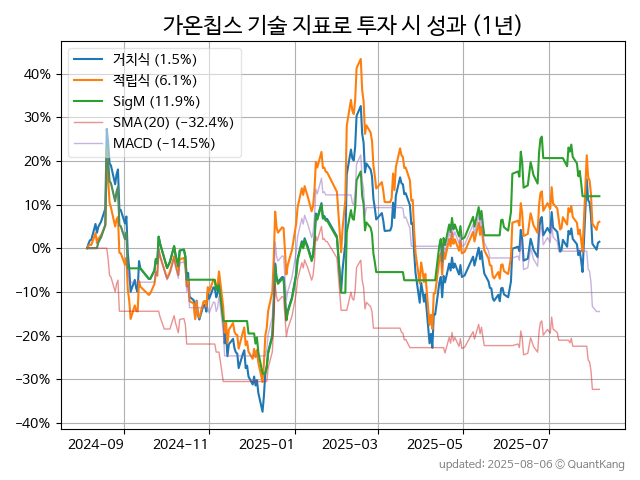 가온칩스 기술 지표로 투자 시 성과 (1년)
거치식 (1.5%)
적립식 (6.1%)
SigM (11.9%)
SMA(20) (−32.4%)
MACD (−14.5%)
40%
30%
20%
10%
0%
−10%
−20%
−30%
−40%
2024-09 2024-11 2025-01 2025-03 2025-05 2025-07
updated: 2025-08-06 © QuantKang